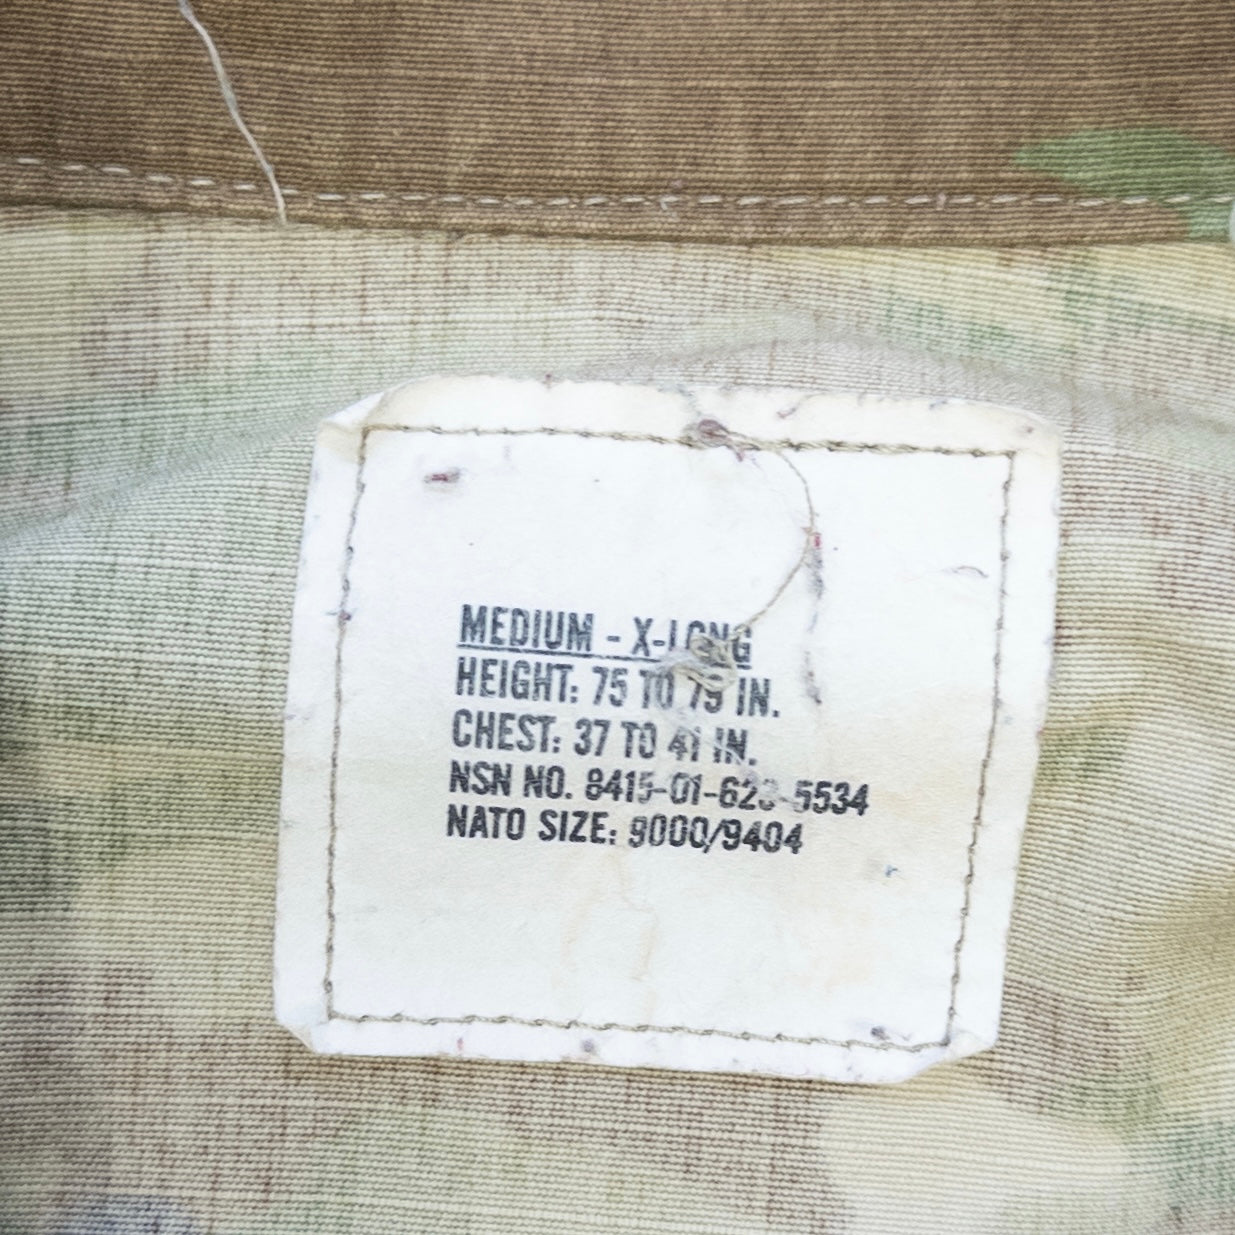 MEDIUM - X-LONG
HEIGHT: 75 TO 79 IN.
CHEST: 37 TO 41 IN.
NSN NO. 8415-01-623-5534
NATO SIZE: 9000/9404